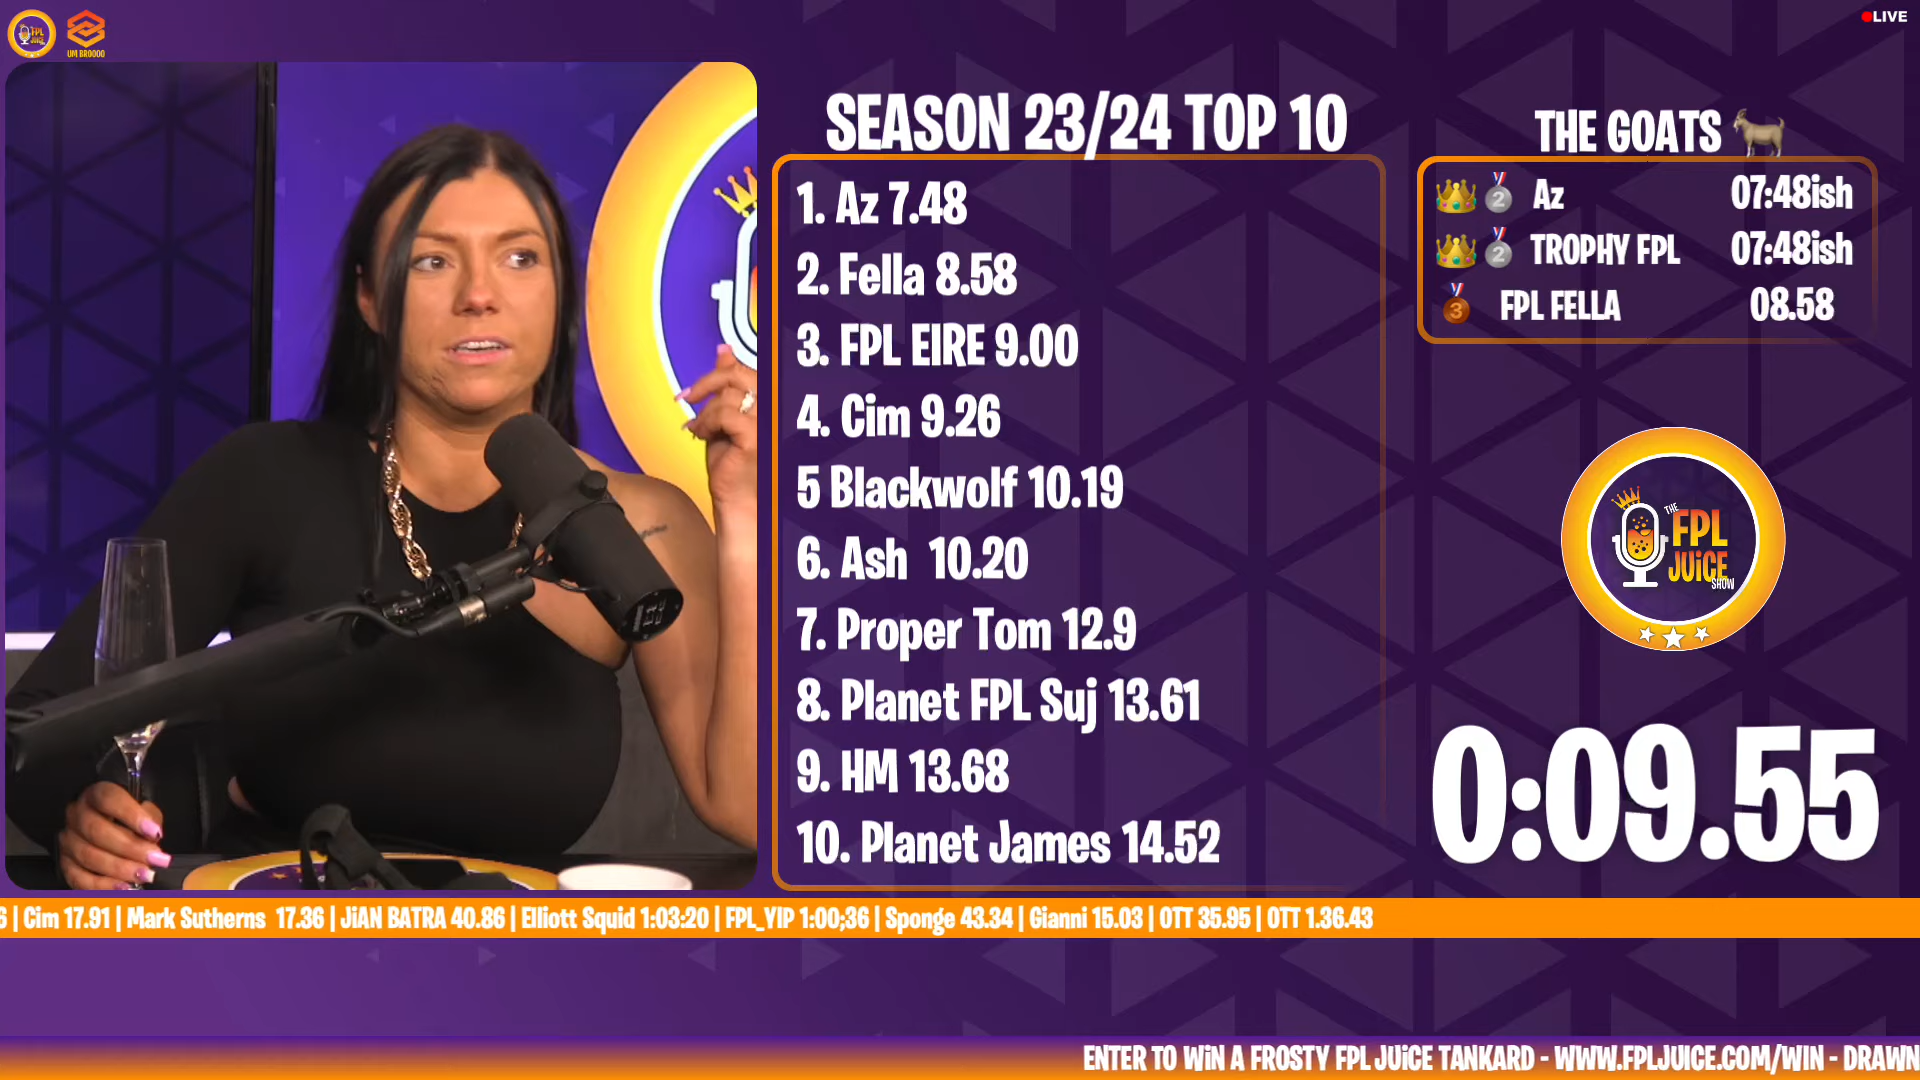 FPL
JUiCE
UM BROOOO
LIVE
SEASON 23/24 TOP 10
1. Az 7.48
2. Fella 8.58
3. FPL EIRE 9.00
4. Cim 9.26
5 Blackwolf 10.19
6. Ash 10.20
7. Proper Tom 12.9
8. Planet FPL Suj 13.61
9. HM 13.68
10. Planet James 14.52
THE GOATS
2 Az 07:48ish
2 TROPHY FPL 07:48ish
3 FPL FELLA 08.58
THE
FPL
JUiCE
SHOW
0:09.55
6 | Cim 17.91 | Mark Sutherns 17.36 | JiAN BATRA 40.86 | Elliott Squid 1:03:20 | FPL_YIP 1:00;36 | Sponge 43.34 | Gianni 15.03 | OTT 35.95 | OTT 1.36.43
ENTER TO WiN A FROSTY FPL JUiCE TANKARD - WWW.FPLJUICE.COM/WIN - DRAWN